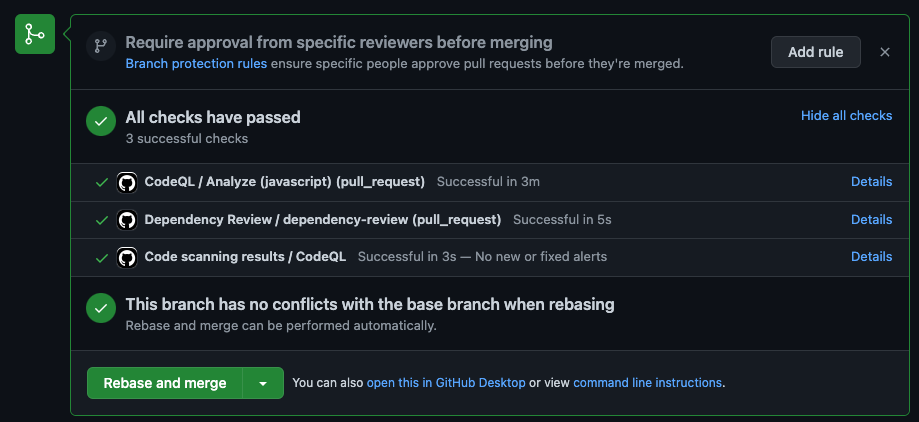 Require approval from specific reviewers before merging
Branch protection rules ensure specific people approve pull requests before they're merged.
Add rule
All checks have passed
3 successful checks
Hide all checks
CodeQL / Analyze (javascript) (pull_request) Successful in 3m Details
Dependency Review / dependency-review (pull_request) Successful in 5s Details
Code scanning results / CodeQL Successful in 3s — No new or fixed alerts Details
This branch has no conflicts with the base branch when rebasing
Rebase and merge can be performed automatically.
Rebase and merge You can also open this in GitHub Desktop or view command line instructions.